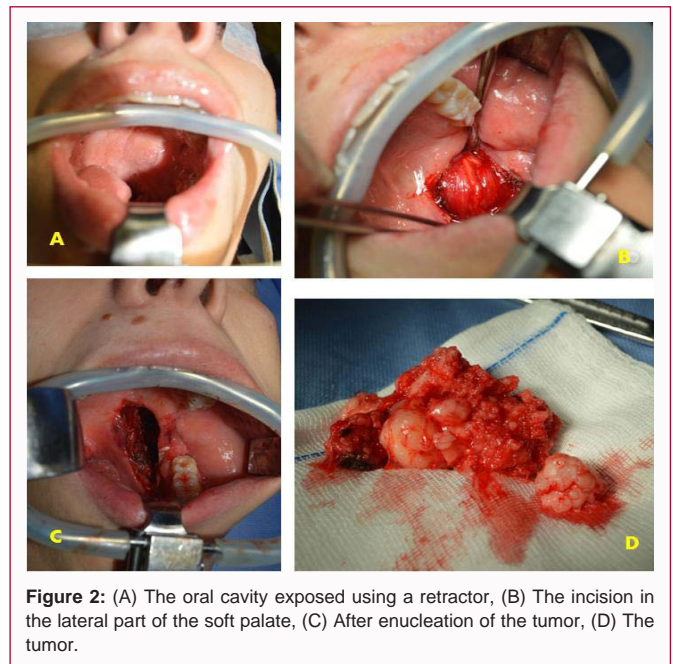 A
B
C
D
Figure 2: (A) The oral cavity exposed using a retractor, (B) The incision in
the lateral part of the soft palate, (C) After enucleation of the tumor, (D) The
tumor.